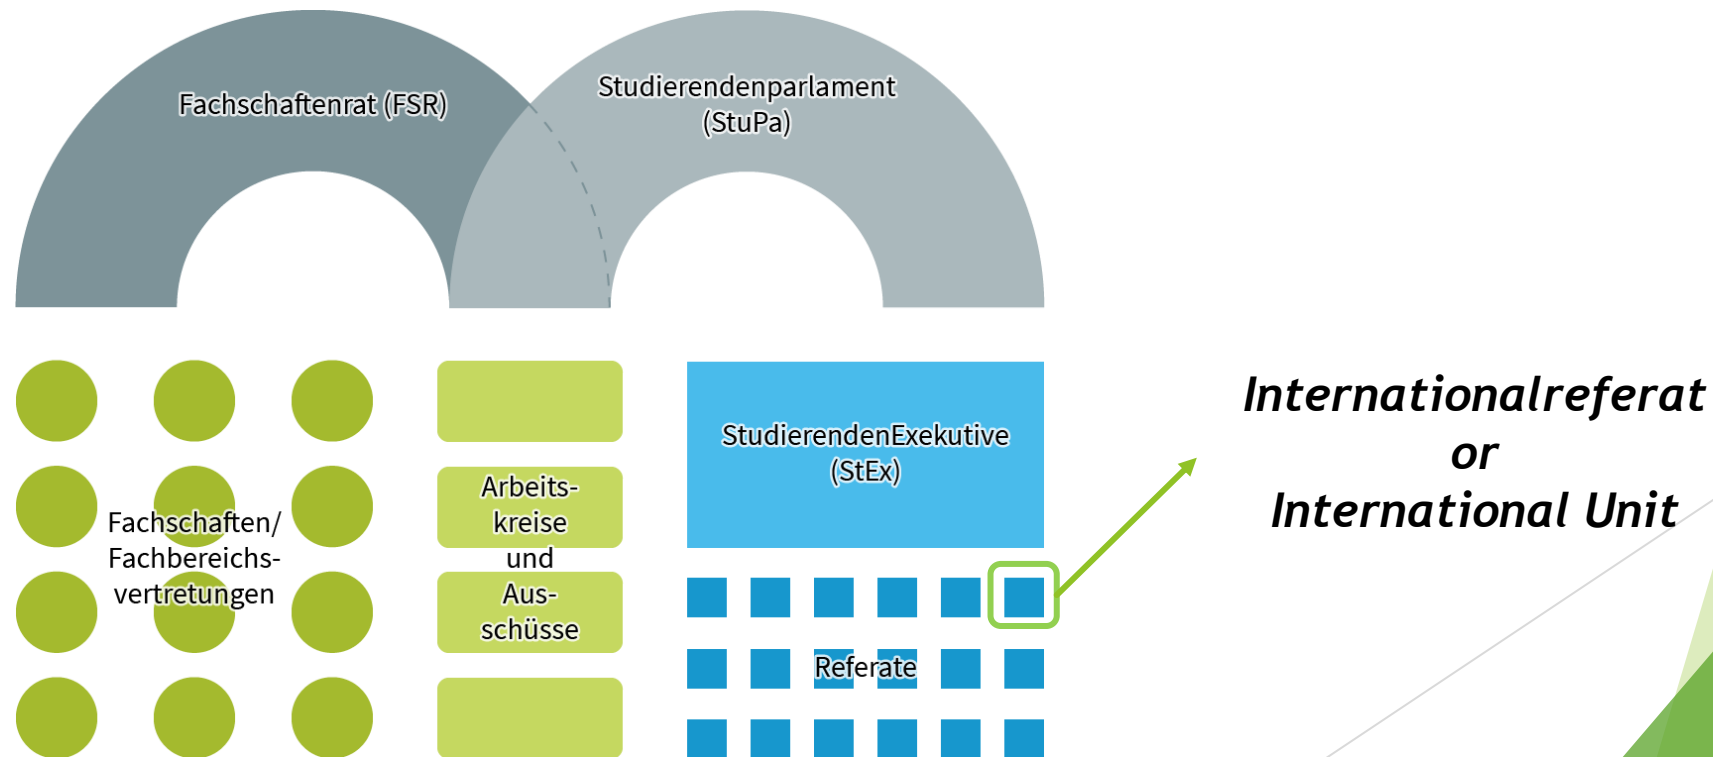 Fachschaftenrat (FSR)
Studierendenparlament
(StuPa)
Fachschaften/
Fachbereichs-
vertretungen
Arbeits-
kreise
und
Aus-
schüsse
StudierendenExekutive
(StEx)
Referate
Internationalreferat
or
International Unit